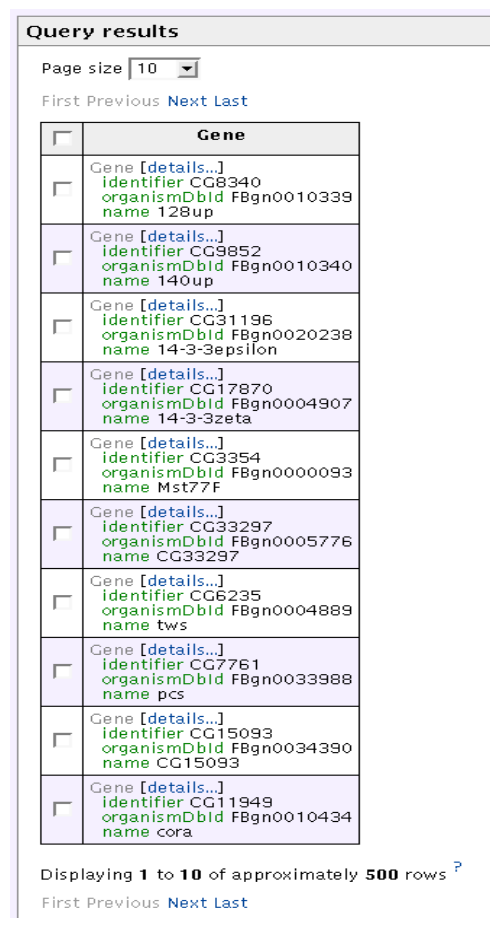 Query results
Page size 10
First Previous Next Last
Gene
Gene [details...]
identifier CG8340
organismDbId FBgn0010339
name 128up
Gene [details...]
identifier CG9852
organismDbId FBgn0010340
name 140up
Gene [details...]
identifier CG31196
organismDbId FBgn0020238
name 14-3-3epsilon
Gene [details...]
identifier CG17870
organismDbId FBgn0004907
name 14-3-3zeta
Gene [details...]
identifier CG3354
organismDbId FBgn0000093
name Mst77F
Gene [details...]
identifier CG33297
organismDbId FBgn0005776
name CG33297
Gene [details...]
identifier CG6235
organismDbId FBgn0004889
name tws
Gene [details...]
identifier CG7761
organismDbId FBgn0033988
name pcs
Gene [details...]
identifier CG15093
organismDbId FBgn0034390
name CG15093
Gene [details...]
identifier CG11949
organismDbId FBgn0010434
name cora
Displaying 1 to 10 of approximately 500 rows ?
First Previous Next Last